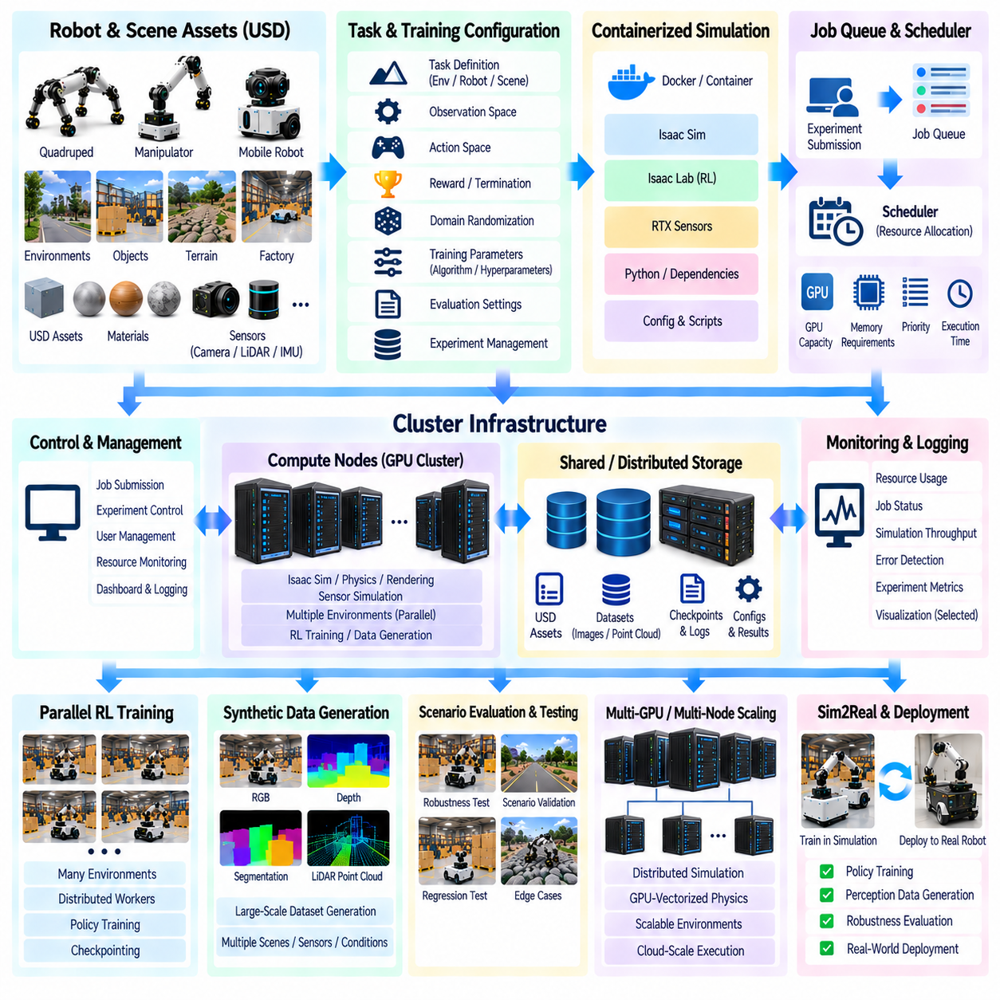 Robot & Scene Assets (USD)
Quadruped
Manipulator
Mobile Robot
Environments
Objects
Terrain
Factory
USD Assets
Materials
Sensors
(Camera / LiDAR / IMU)
Task & Training Configuration
Task Definition
(Env / Robot / Scene)
Observation Space
Action Space
Reward / Termination
Domain Randomization
Training Parameters
(Algorithm / Hyperparameters)
Evaluation Settings
Experiment Management
Containerized Simulation
Docker / Container
Isaac Sim
Isaac Lab (RL)
RTX Sensors
Python / Dependencies
Config & Scripts
Job Queue & Scheduler
Experiment
Submission
Job Queue
Scheduler
(Resource Allocation)
GPU
GPU
Capacity
Memory
Requirements
Priority
Execution
Time
Control & Management
Job Submission
Experiment Control
User Management
Resource Monitoring
Dashboard & Logging
Cluster Infrastructure
Compute Nodes (GPU Cluster)
Isaac Sim / Physics / Rendering
Sensor Simulation
Multiple Environments (Parallel)
RL Training / Data Generation
Shared / Distributed Storage
USD
Assets
Datasets
(Images / Point Cloud)
Checkpoints
& Logs
Configs
& Results
Monitoring & Logging
Resource Usage
Job Status
Simulation Throughput
Error Detection
Experiment Metrics
Visualization (Selected)
Parallel RL Training
Many Environments
Distributed Workers
Policy Training
Checkpointing
Synthetic Data Generation
RGB
Depth
Segmentation
LiDAR Point Cloud
Large-Scale Dataset Generation
Multiple Scenes / Sensors / Conditions
Scenario Evaluation & Testing
Robustness Test
Scenario Validation
Regression Test
Edge Cases
Multi-GPU / Multi-Node Scaling
Distributed Simulation
GPU-Vectorized Physics
Scalable Environments
Cloud-Scale Execution
Sim2Real & Deployment
Train in Simulation
Deploy to Real Robot
Policy Training
Perception Data Generation
Robustness Evaluation
Real-World Deployment